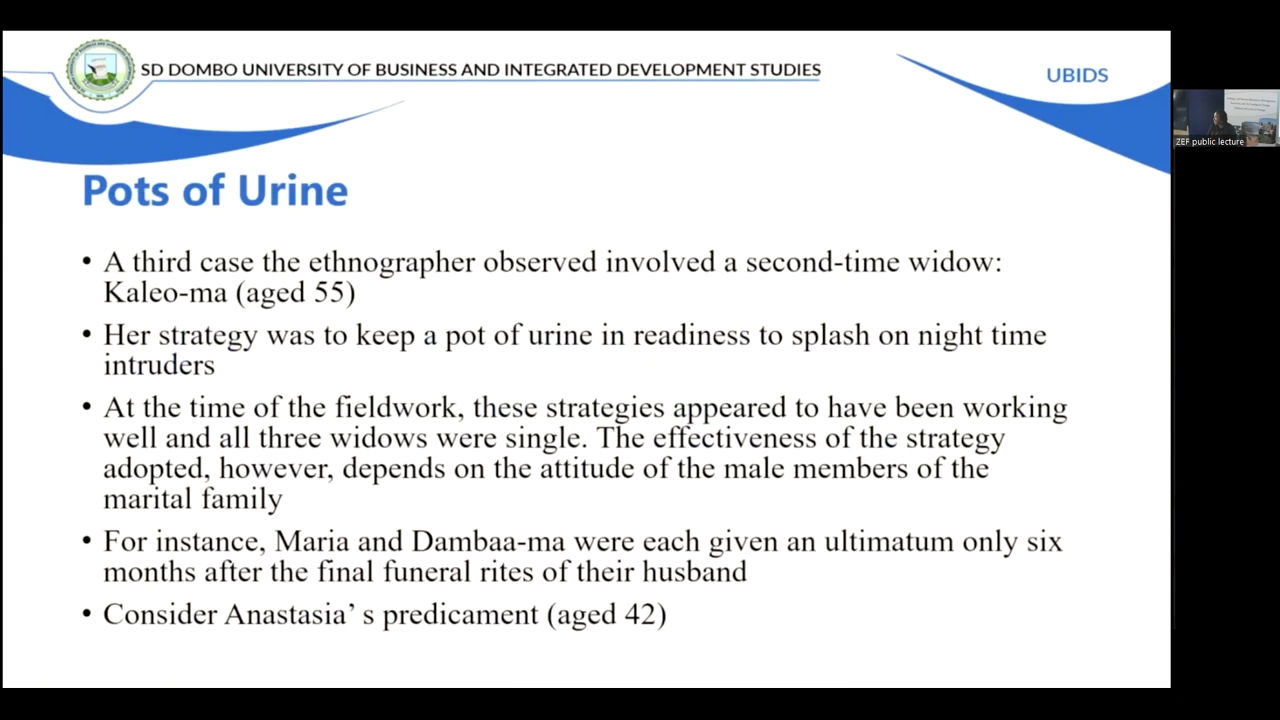 SD DOMBO UNIVERSITY OF BUSINESS AND INTEGRATED DEVELOPMENT STUDIES
UBIDS
ZEF public lecture
Pots of Urine
• A third case the ethnographer observed involved a second-time widow:
Kaleo-ma (aged 55)
• Her strategy was to keep a pot of urine in readiness to splash on night time
intruders
• At the time of the fieldwork, these strategies appeared to have been working
well and all three widows were single. The effectiveness of the strategy
adopted, however, depends on the attitude of the male members of the
marital family
• For instance, Maria and Dambaa-ma were each given an ultimatum only six
months after the final funeral rites of their husband
• Consider Anastasia’ s predicament (aged 42)